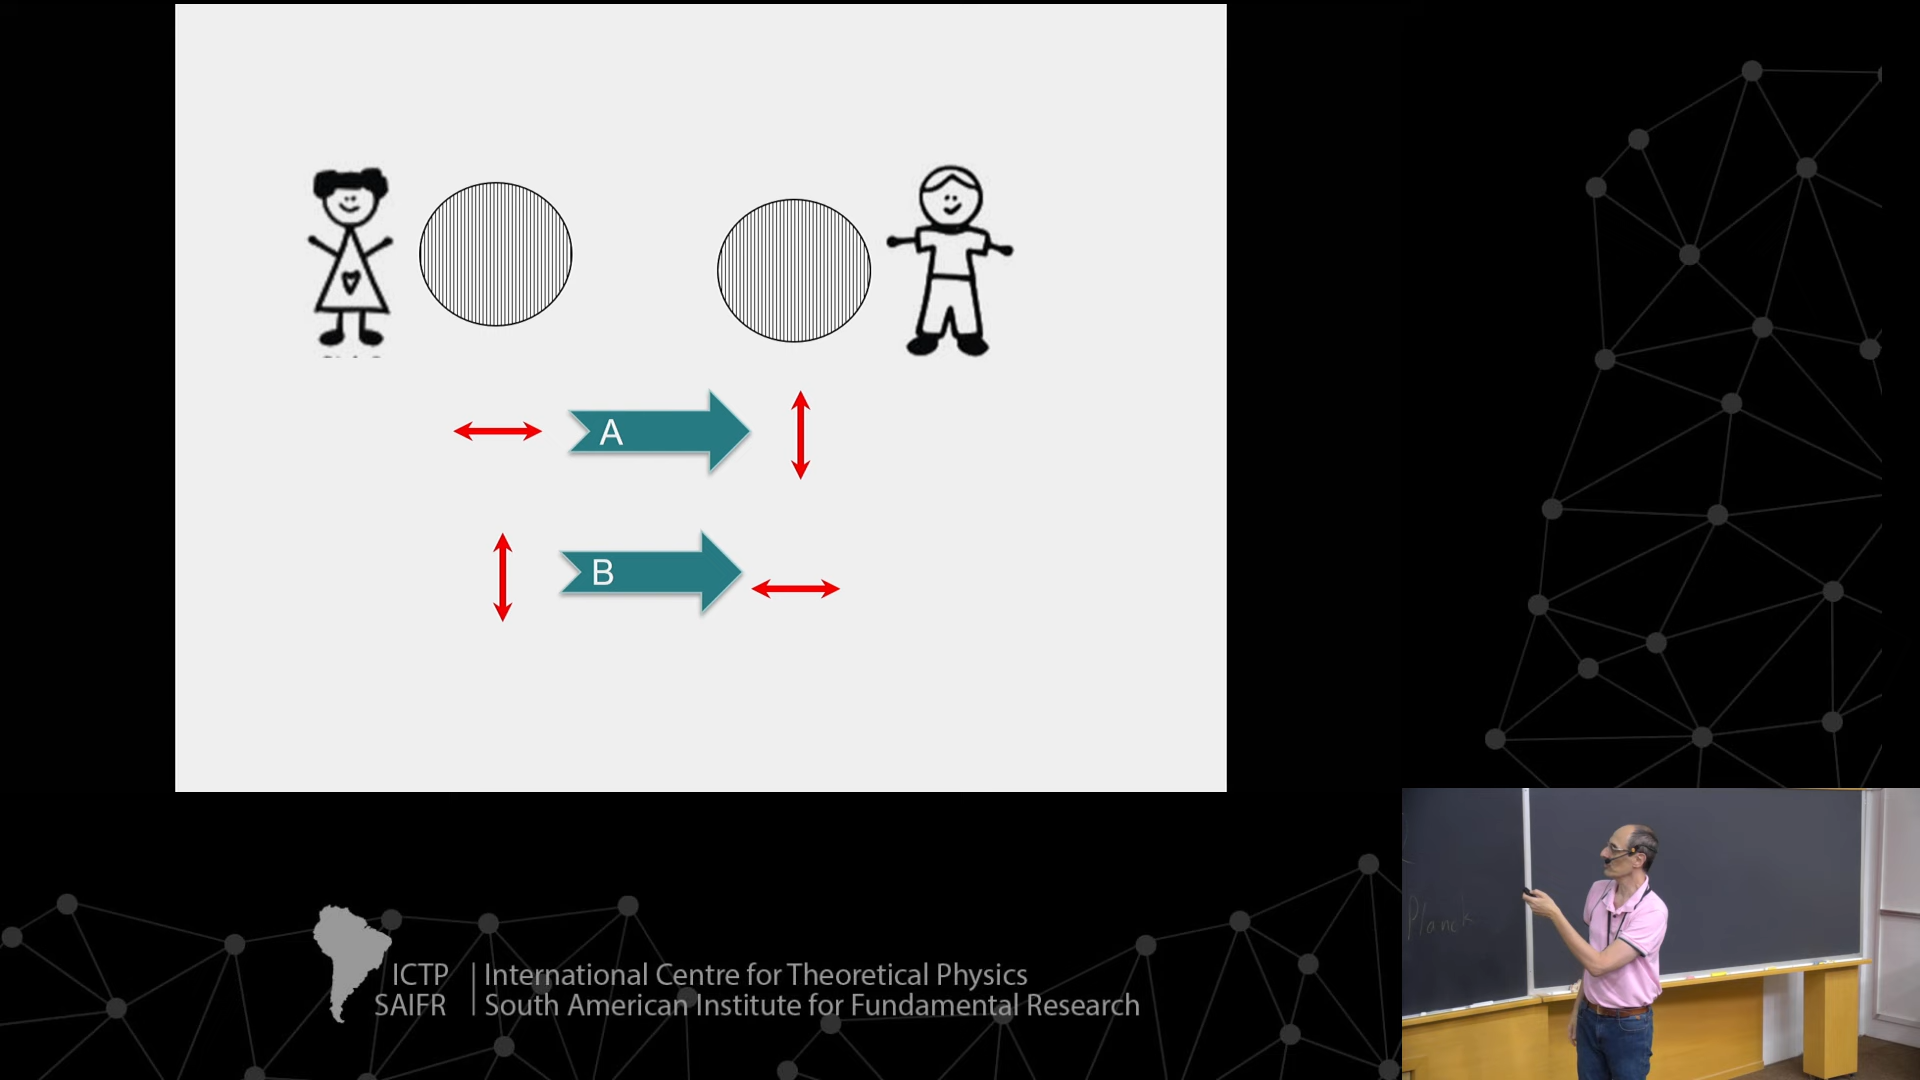 A
B
Planck
ICTP
SAIFR
International Centre for Theoretical Physics
South American Institute for Fundamental Research